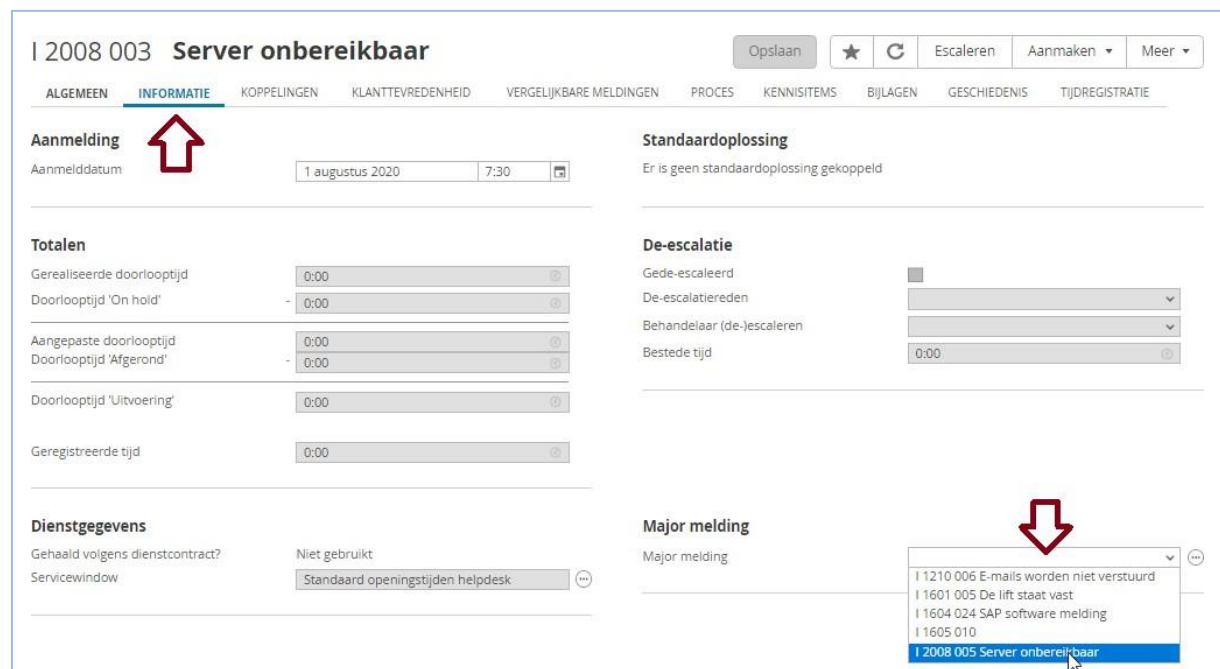 I 2008 003 Server onbereikbaar
Opslaan Escaleren Aanmaken Meer
ALGEMEEN INFORMATIE KOPPELINGEN KLANTTEVREDENHEID VERGELIJKBARE MELDINGEN PROCES KENNISITEMS BIJLAGEN GESCHIEDENIS TIJDREGISTRATIE
Aanmelding
Aanmelddatum 1 augustus 2020 7:30
Standaardoplossing
Er is geen standaardoplossing gekoppeld
Totalen
Gerealiseerde doorlooptijd 0:00
Doorlooptijd 'On hold' - 0:00
Aangepaste doorlooptijd 0:00
Doorlooptijd 'Afgerond' - 0:00
Doorlooptijd 'Uitvoering' 0:00
Geregistreerde tijd 0:00
De-escalatie
Gede-escaleerd
De-escalatiereden
Behandelaar (de-)escaleren
Bestede tijd 0:00
Dienstgegevens
Gehaald volgens dienstcontract? Niet gebruikt
Servicewindow Standaard openingstijden helpdesk
Major melding
Major melding
I 1210 006 E-mails worden niet verstuurd
I 1601 005 De lift staat vast
I 1604 024 SAP software melding
I 1605 010
I 2008 005 Server onbereikbaar